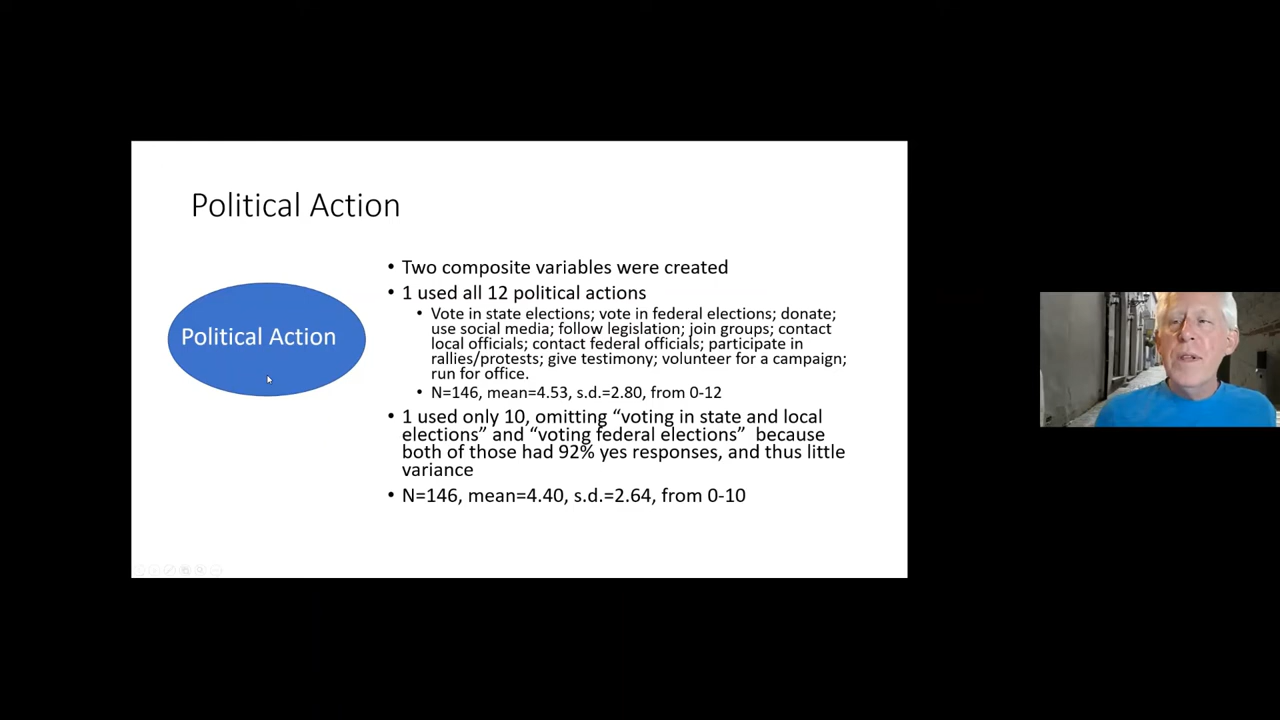 Political Action
Political Action
• Two composite variables were created
• 1 used all 12 political actions
• Vote in state elections; vote in federal elections; donate;
use social media; follow legislation; join groups; contact
local officials; contact federal officials; participate in
rallies/protests; give testimony; volunteer for a campaign;
run for office.
• N=146, mean=4.53, s.d.=2.80, from 0-12
• 1 used only 10, omitting “voting in state and local
elections” and “voting federal elections”  because
both of those had 92% yes responses, and thus little
variance
• N=146, mean=4.40, s.d.=2.64, from 0-10